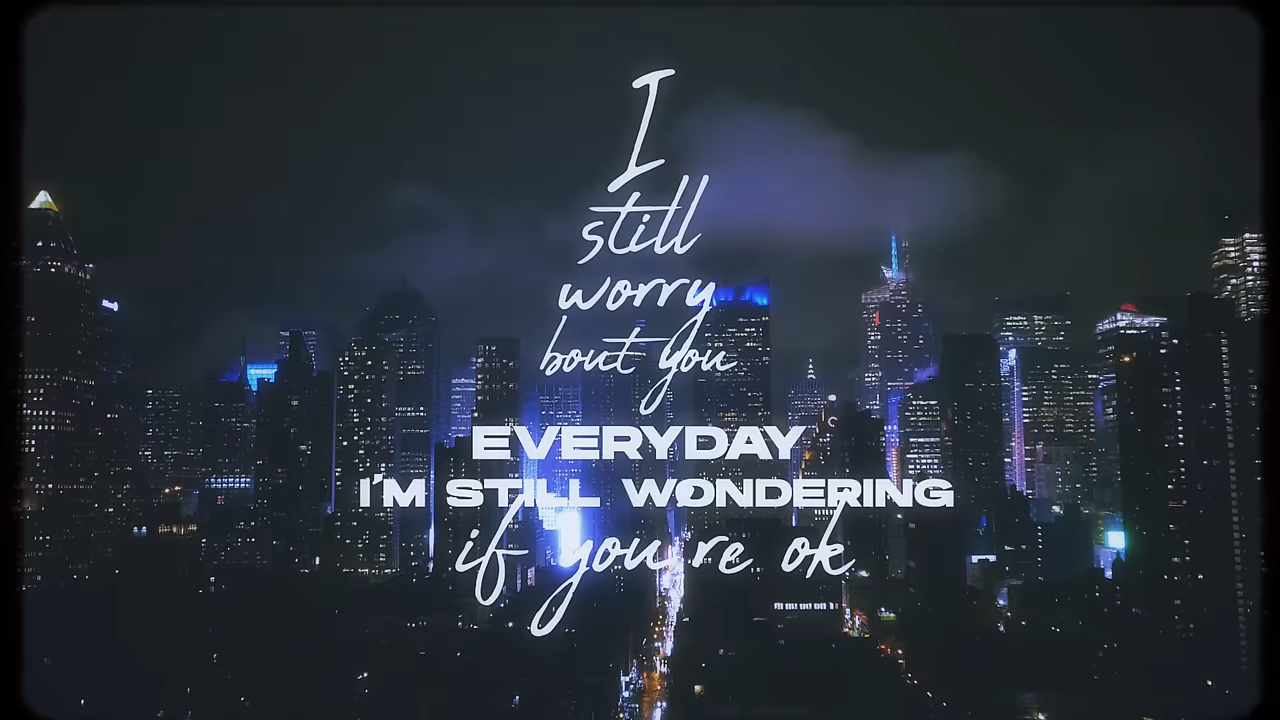 I
still
worry
bout you
EVERYDAY
I'M STILL WONDERING
if you're ok